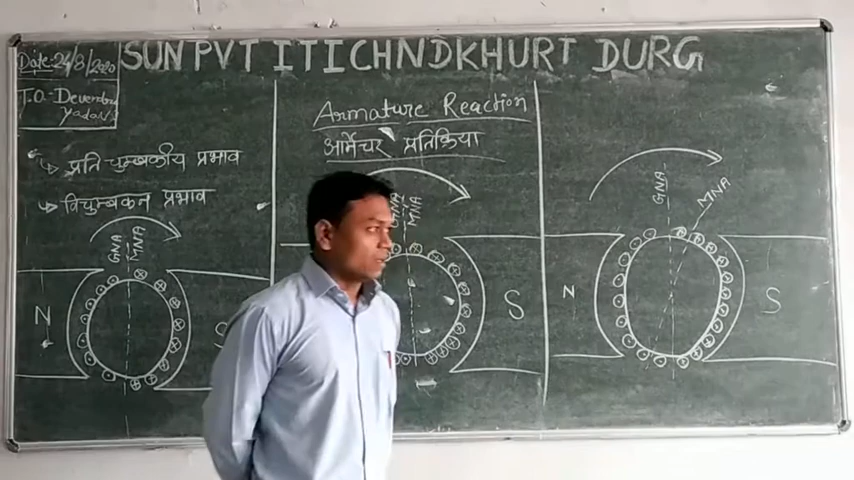 Date:- 24/8/2020
SUN PVT ITI CHNDKHURT DURG
T.O.- Devendra
Yadav
Armature Reaction
आर्मेचर प्रतिक्रिया
→ प्रति चुम्बकीय प्रभाव
→ विचुम्बकन प्रभाव
GNA MNA
N S
GNA MNA
S
GNA MNA
N S